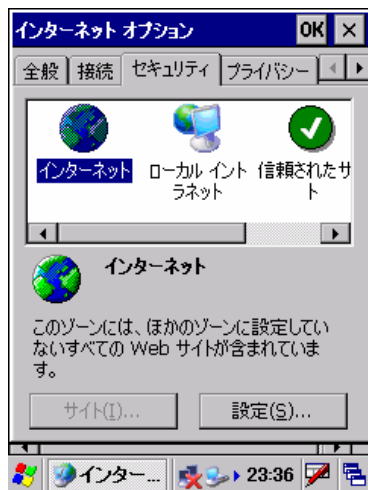 インターネット オプション OK ×
全般 接続 セキュリティ プライバシー
インターネット ローカル イント 信頼されたサ
ラネット ト
インターネット
このゾーンには、ほかのゾーンに設定してい
ないすべての Web サイトが含まれていま
す。
サイト(I)... 設定(S)...
インター... 23:36